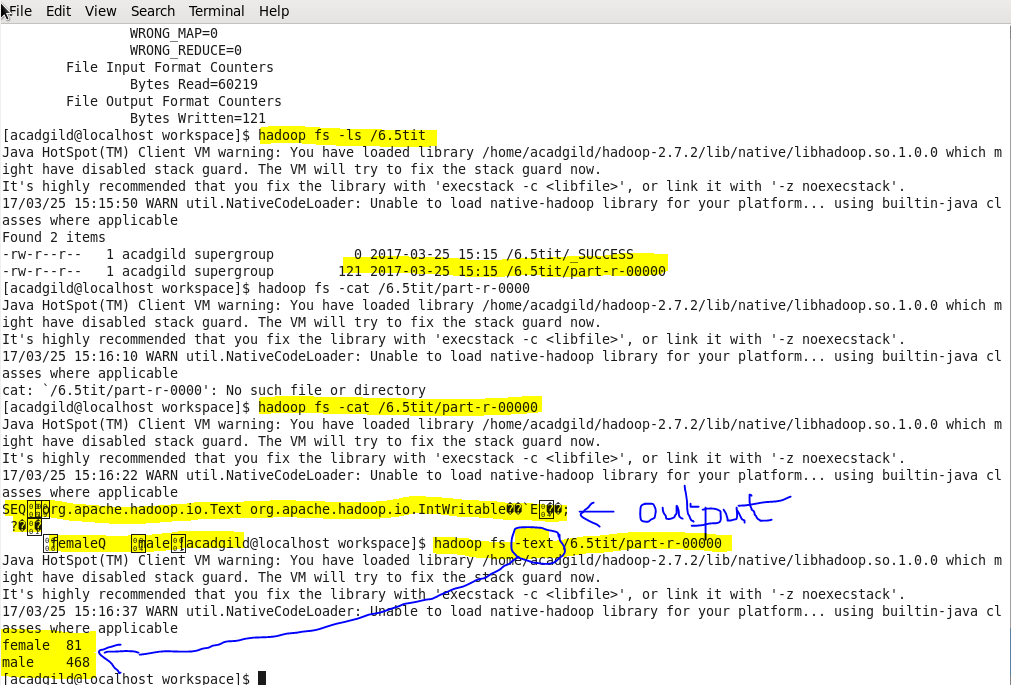 File Edit View Search Terminal Help
WRONG_MAP=0
WRONG_REDUCE=0
File Input Format Counters
Bytes Read=60219
File Output Format Counters
Bytes Written=121
[acadgild@localhost workspace]$ hadoop fs -ls /6.5tit
Java HotSpot(TM) Client VM warning: You have loaded library /home/acadgild/hadoop-2.7.2/lib/native/libhadoop.so.1.0.0 which m
ight have disabled stack guard. The VM will try to fix the stack guard now.
It's highly recommended that you fix the library with 'execstack -c <libfile>', or link it with '-z noexecstack'.
17/03/25 15:15:50 WARN util.NativeCodeLoader: Unable to load native-hadoop library for your platform... using builtin-java cl
asses where applicable
Found 2 items
-rw-r--r-- 1 acadgild supergroup 0 2017-03-25 15:15 /6.5tit/_SUCCESS
-rw-r--r-- 1 acadgild supergroup 121 2017-03-25 15:15 /6.5tit/part-r-00000
[acadgild@localhost workspace]$ hadoop fs -cat /6.5tit/part-r-0000
Java HotSpot(TM) Client VM warning: You have loaded library /home/acadgild/hadoop-2.7.2/lib/native/libhadoop.so.1.0.0 which m
ight have disabled stack guard. The VM will try to fix the stack guard now.
It's highly recommended that you fix the library with 'execstack -c <libfile>', or link it with '-z noexecstack'.
17/03/25 15:16:10 WARN util.NativeCodeLoader: Unable to load native-hadoop library for your platform... using builtin-java cl
asses where applicable
cat: `/6.5tit/part-r-0000': No such file or directory
[acadgild@localhost workspace]$ hadoop fs -cat /6.5tit/part-r-00000
Java HotSpot(TM) Client VM warning: You have loaded library /home/acadgild/hadoop-2.7.2/lib/native/libhadoop.so.1.0.0 which m
ight have disabled stack guard. The VM will try to fix the stack guard now.
It's highly recommended that you fix the library with 'execstack -c <libfile>', or link it with '-z noexecstack'.
17/03/25 15:16:22 WARN util.NativeCodeLoader: Unable to load native-hadoop library for your platform... using builtin-java cl
asses where applicable
SEQ org.apache.hadoop.io.Text org.apache.hadoop.io.IntWritable��`E�; output
?��
femaleQ male [acadgild@localhost workspace]$ hadoop fs -text /6.5tit/part-r-00000
Java HotSpot(TM) Client VM warning: You have loaded library /home/acadgild/hadoop-2.7.2/lib/native/libhadoop.so.1.0.0 which m
ight have disabled stack guard. The VM will try to fix the stack guard now.
It's highly recommended that you fix the library with 'execstack -c <libfile>', or link it with '-z noexecstack'.
17/03/25 15:16:37 WARN util.NativeCodeLoader: Unable to load native-hadoop library for your platform... using builtin-java cl
asses where applicable
female 81
male 468
[acadgild@localhost workspace]$